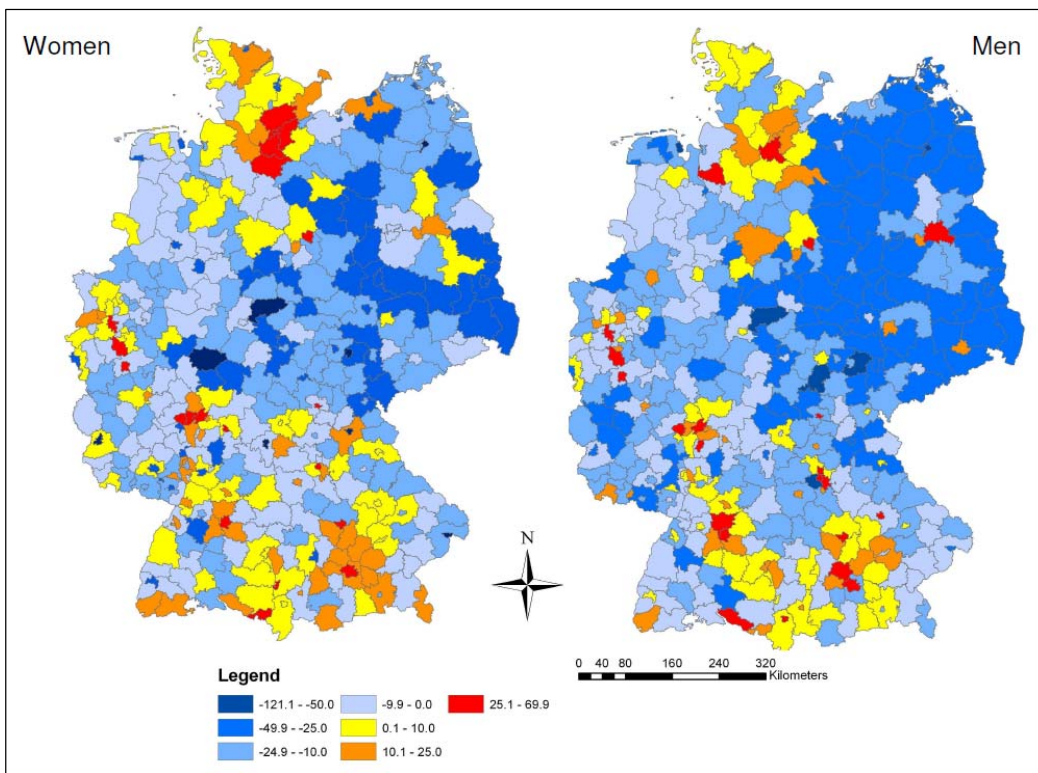 Women
Men
N
Legend
-121.1 - -50.0
-9.9 - 0.0
25.1 - 69.9
-49.9 - -25.0
0.1 - 10.0
-24.9 - -10.0
10.1 - 25.0
0 20 40 80 160 240 320
Kilometers